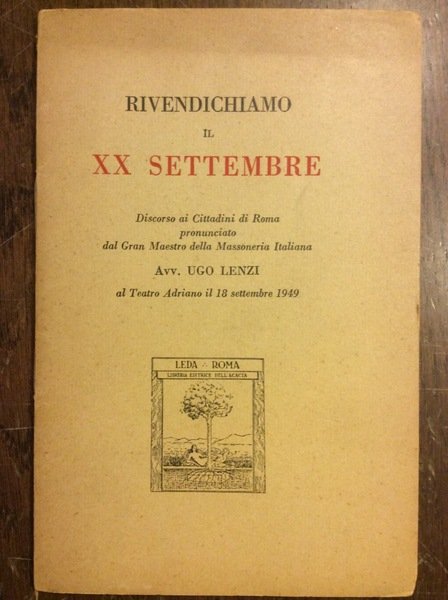 RIVENDICHIAMO
IL
XX SETTEMBRE
Discorso ai Cittadini di Roma
pronunciato
dal Gran Maestro della Massoneria Italiana
Avv. UGO LENZI
al Teatro Adriano il 18 settembre 1949
LEDA ∴ ROMA
LIBRERIA EDITRICE DELL'ACACIA